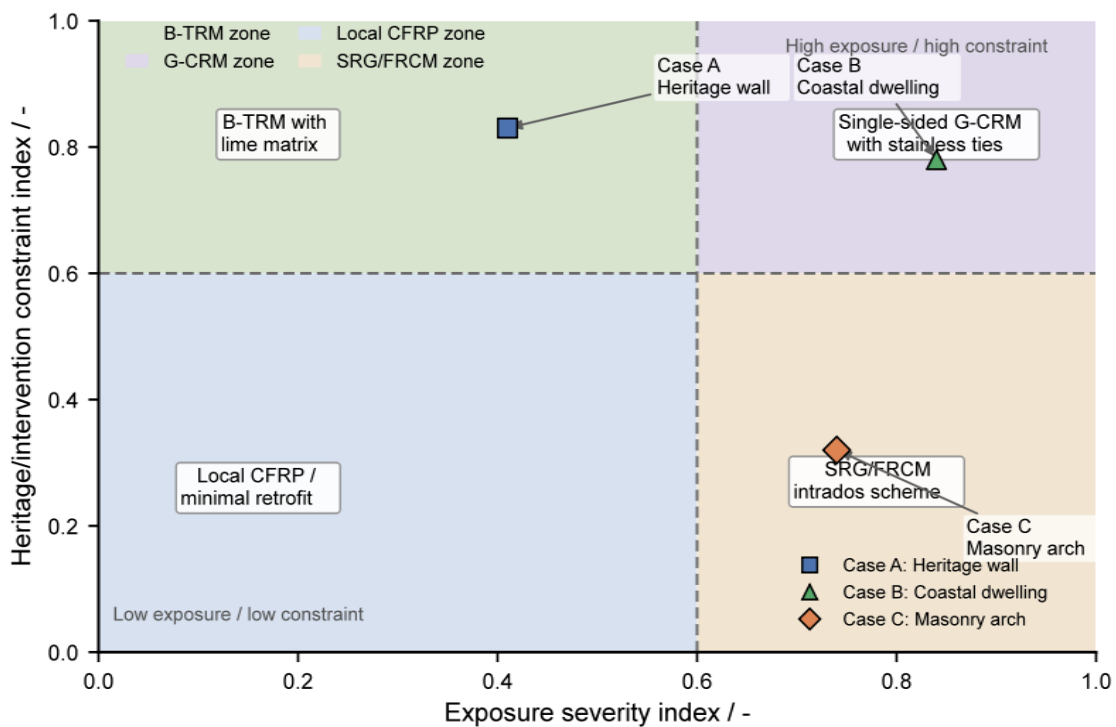 B-TRM zone
Local CFRP zone
G-CRM zone
SRG/FRCM zone
High exposure / high constraint
Case A
Heritage wall
Case B
Coastal dwelling
B-TRM with
lime matrix
Single-sided G-CRM
with stainless ties
Local CFRP /
minimal retrofit
SRG/FRCM
intrados scheme
Case C
Masonry arch
Low exposure / low constraint
Case A: Heritage wall
Case B: Coastal dwelling
Case C: Masonry arch
1.0
0.8
0.6
0.4
0.2
0.0
Heritage/intervention constraint index / -
0.0
0.2
0.4
0.6
0.8
1.0
Exposure severity index / -